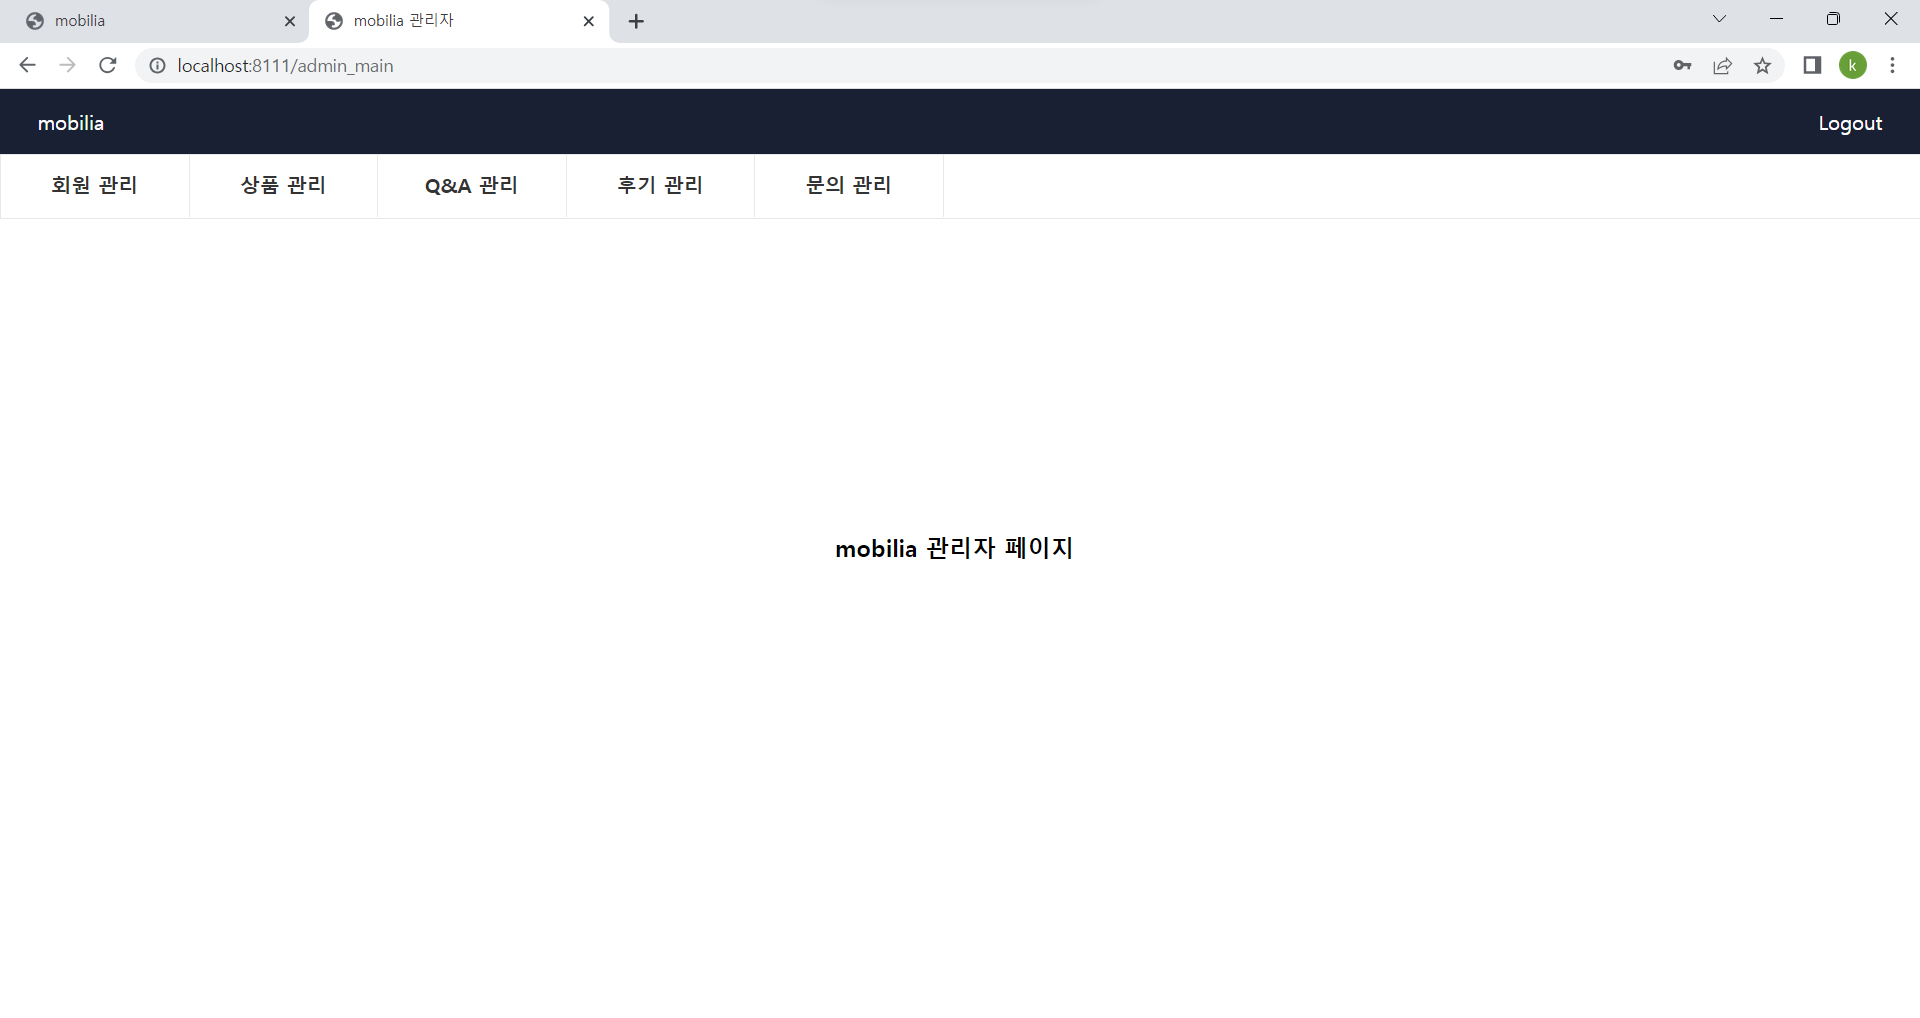 mobilia
mobilia 관리자
localhost:8111/admin_main
k
mobilia
Logout
회원 관리
상품 관리
Q&A 관리
후기 관리
문의 관리
mobilia 관리자 페이지